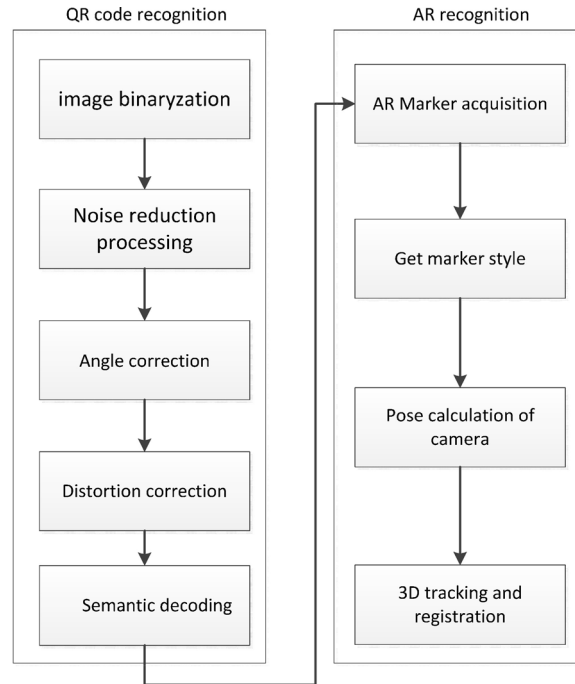 QR code recognition
image binaryzation
Noise reduction
processing
Angle correction
Distortion correction
Semantic decoding
AR recognition
AR Marker acquisition
Get marker style
Pose calculation of
camera
3D tracking and
registration